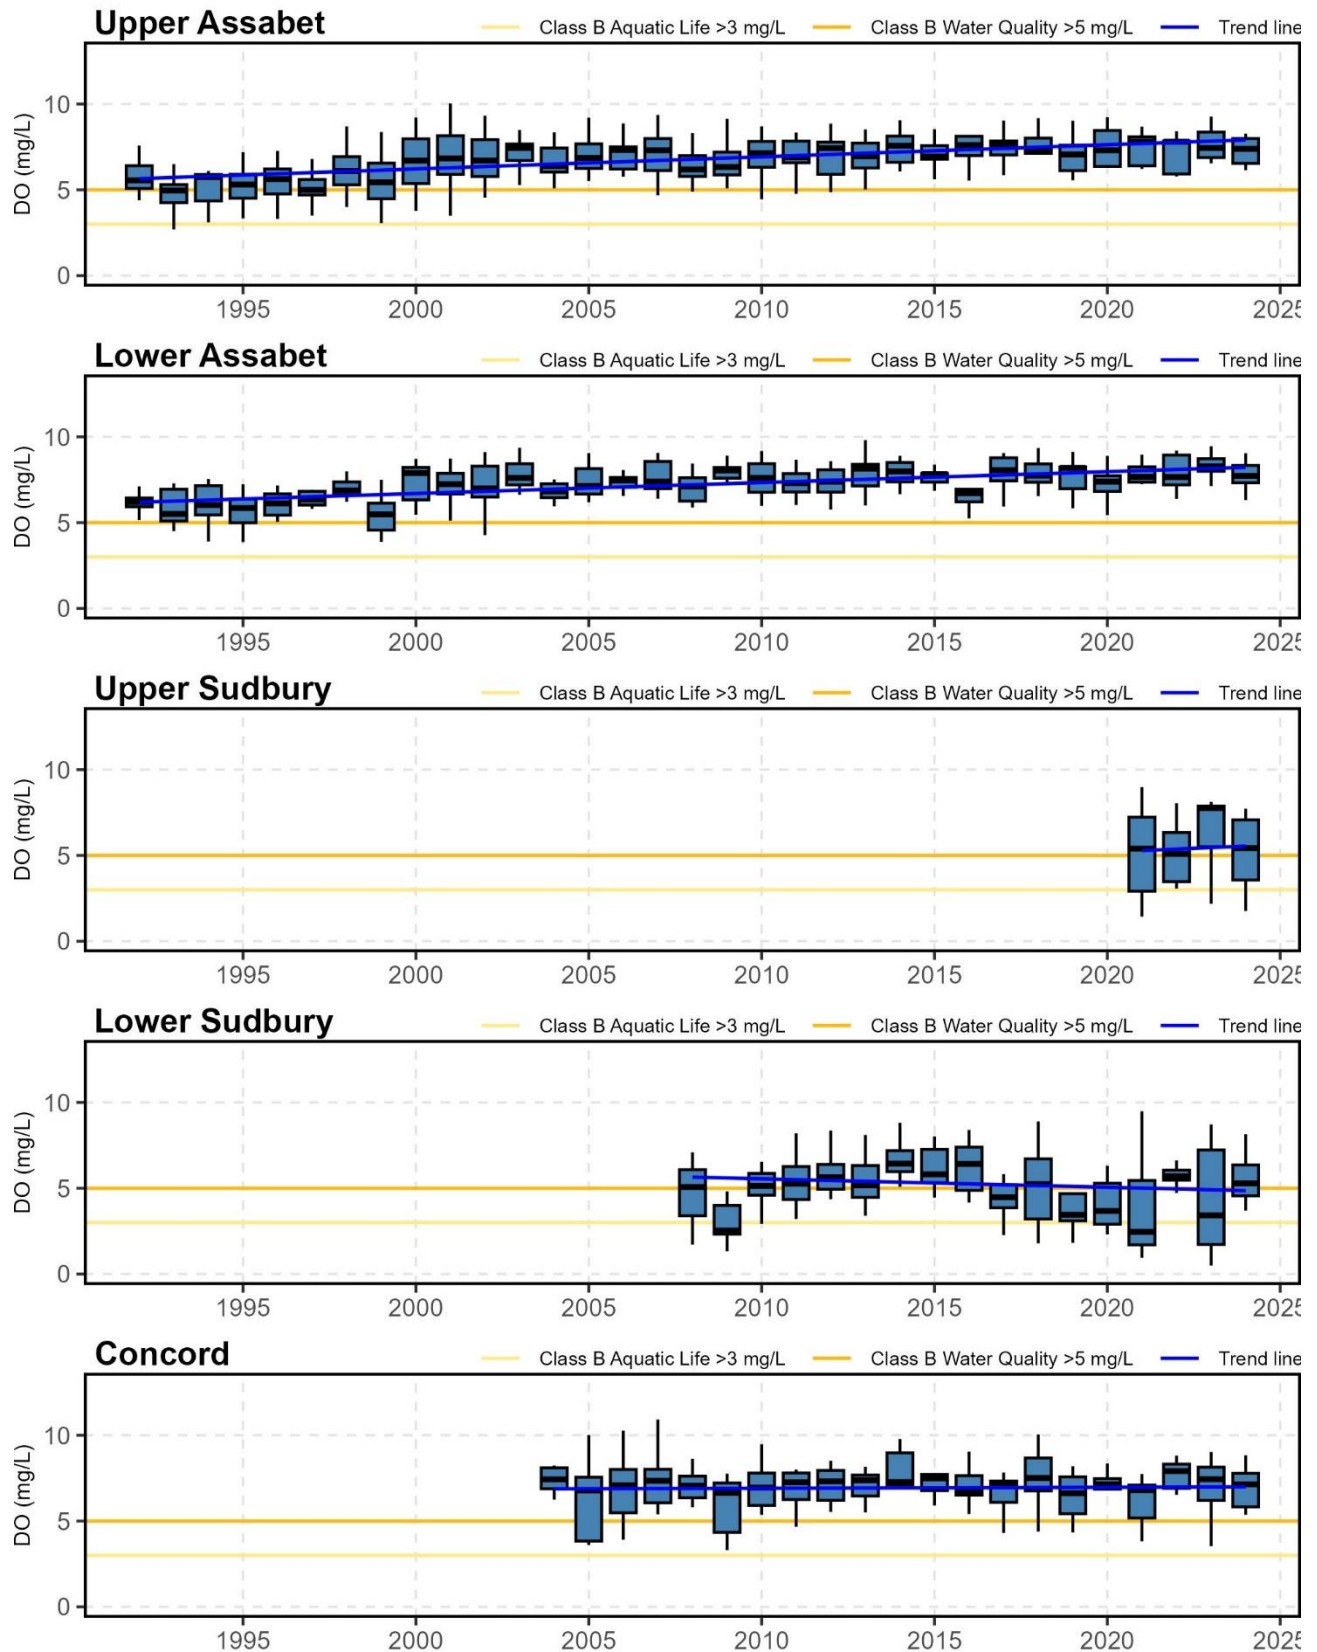 Upper Assabet
Class B Aquatic Life >3 mg/L Class B Water Quality >5 mg/L Trend line
DO (mg/L)
10
5
0
1995 2000 2005 2010 2015 2020 2025
Lower Assabet
Class B Aquatic Life >3 mg/L Class B Water Quality >5 mg/L Trend line
DO (mg/L)
10
5
0
1995 2000 2005 2010 2015 2020 2025
Upper Sudbury
Class B Aquatic Life >3 mg/L Class B Water Quality >5 mg/L Trend line
DO (mg/L)
10
5
0
1995 2000 2005 2010 2015 2020 2025
Lower Sudbury
Class B Aquatic Life >3 mg/L Class B Water Quality >5 mg/L Trend line
DO (mg/L)
10
5
0
1995 2000 2005 2010 2015 2020 2025
Concord
Class B Aquatic Life >3 mg/L Class B Water Quality >5 mg/L Trend line
DO (mg/L)
10
5
0
1995 2000 2005 2010 2015 2020 2025